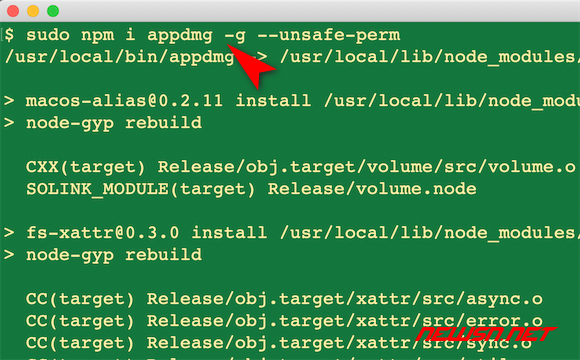 $ sudo npm i appdmg -g --unsafe-perm
/usr/local/bin/appdmg -> /usr/local/lib/node_modules/
> macos-alias@0.2.11 install /usr/local/lib/node_modu
> node-gyp rebuild
CXX(target) Release/obj.target/volume/src/volume.o
SOLINK_MODULE(target) Release/volume.node
> fs-xattr@0.3.0 install /usr/local/lib/node_modules/
> node-gyp rebuild
CC(target) Release/obj.target/xattr/src/async.o
CC(target) Release/obj.target/xattr/src/error.o
CC(target) Release/obj.target/xattr/src/sync.o
newsn.net